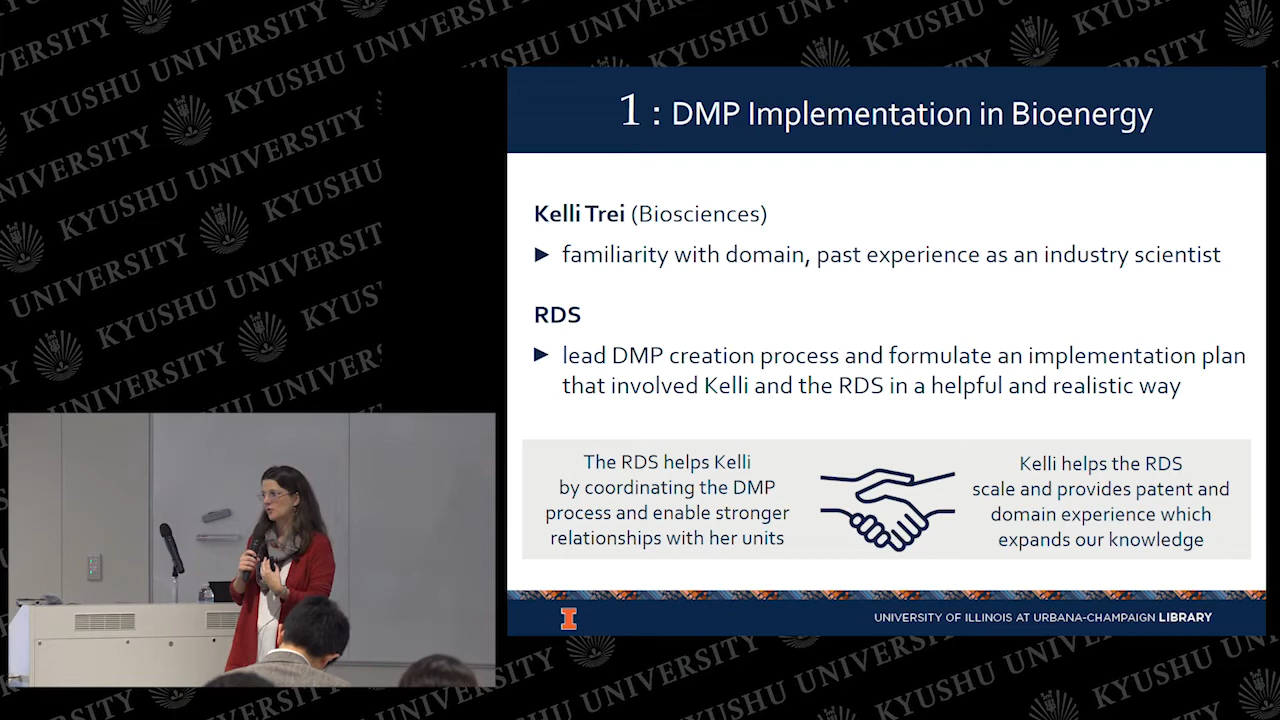 KYUSHU UNIVERSITY
1 : DMP Implementation in Bioenergy
Kelli Trei (Biosciences)
► familiarity with domain, past experience as an industry scientist
RDS
► lead DMP creation process and formulate an implementation plan
that involved Kelli and the RDS in a helpful and realistic way
The RDS helps Kelli
by coordinating the DMP
process and enable stronger
relationships with her units
Kelli helps the RDS
scale and provides patent and
domain experience which
expands our knowledge
I
UNIVERSITY OF ILLINOIS AT URBANA-CHAMPAIGN LIBRARY